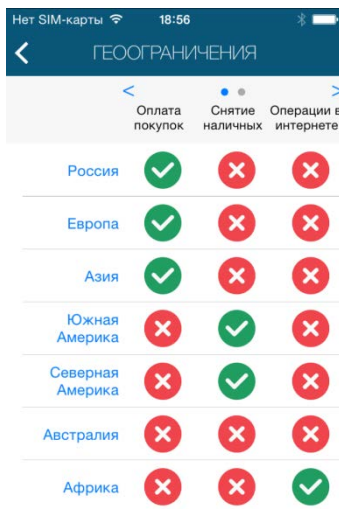 Нет SIM-карты 18:56
ГЕООГРАНИЧЕНИЯ
< >
Оплата Снятие Операции в
покупок наличных интернете
Россия
Европа
Азия
Южная
Америка
Северная
Америка
Австралия
Африка